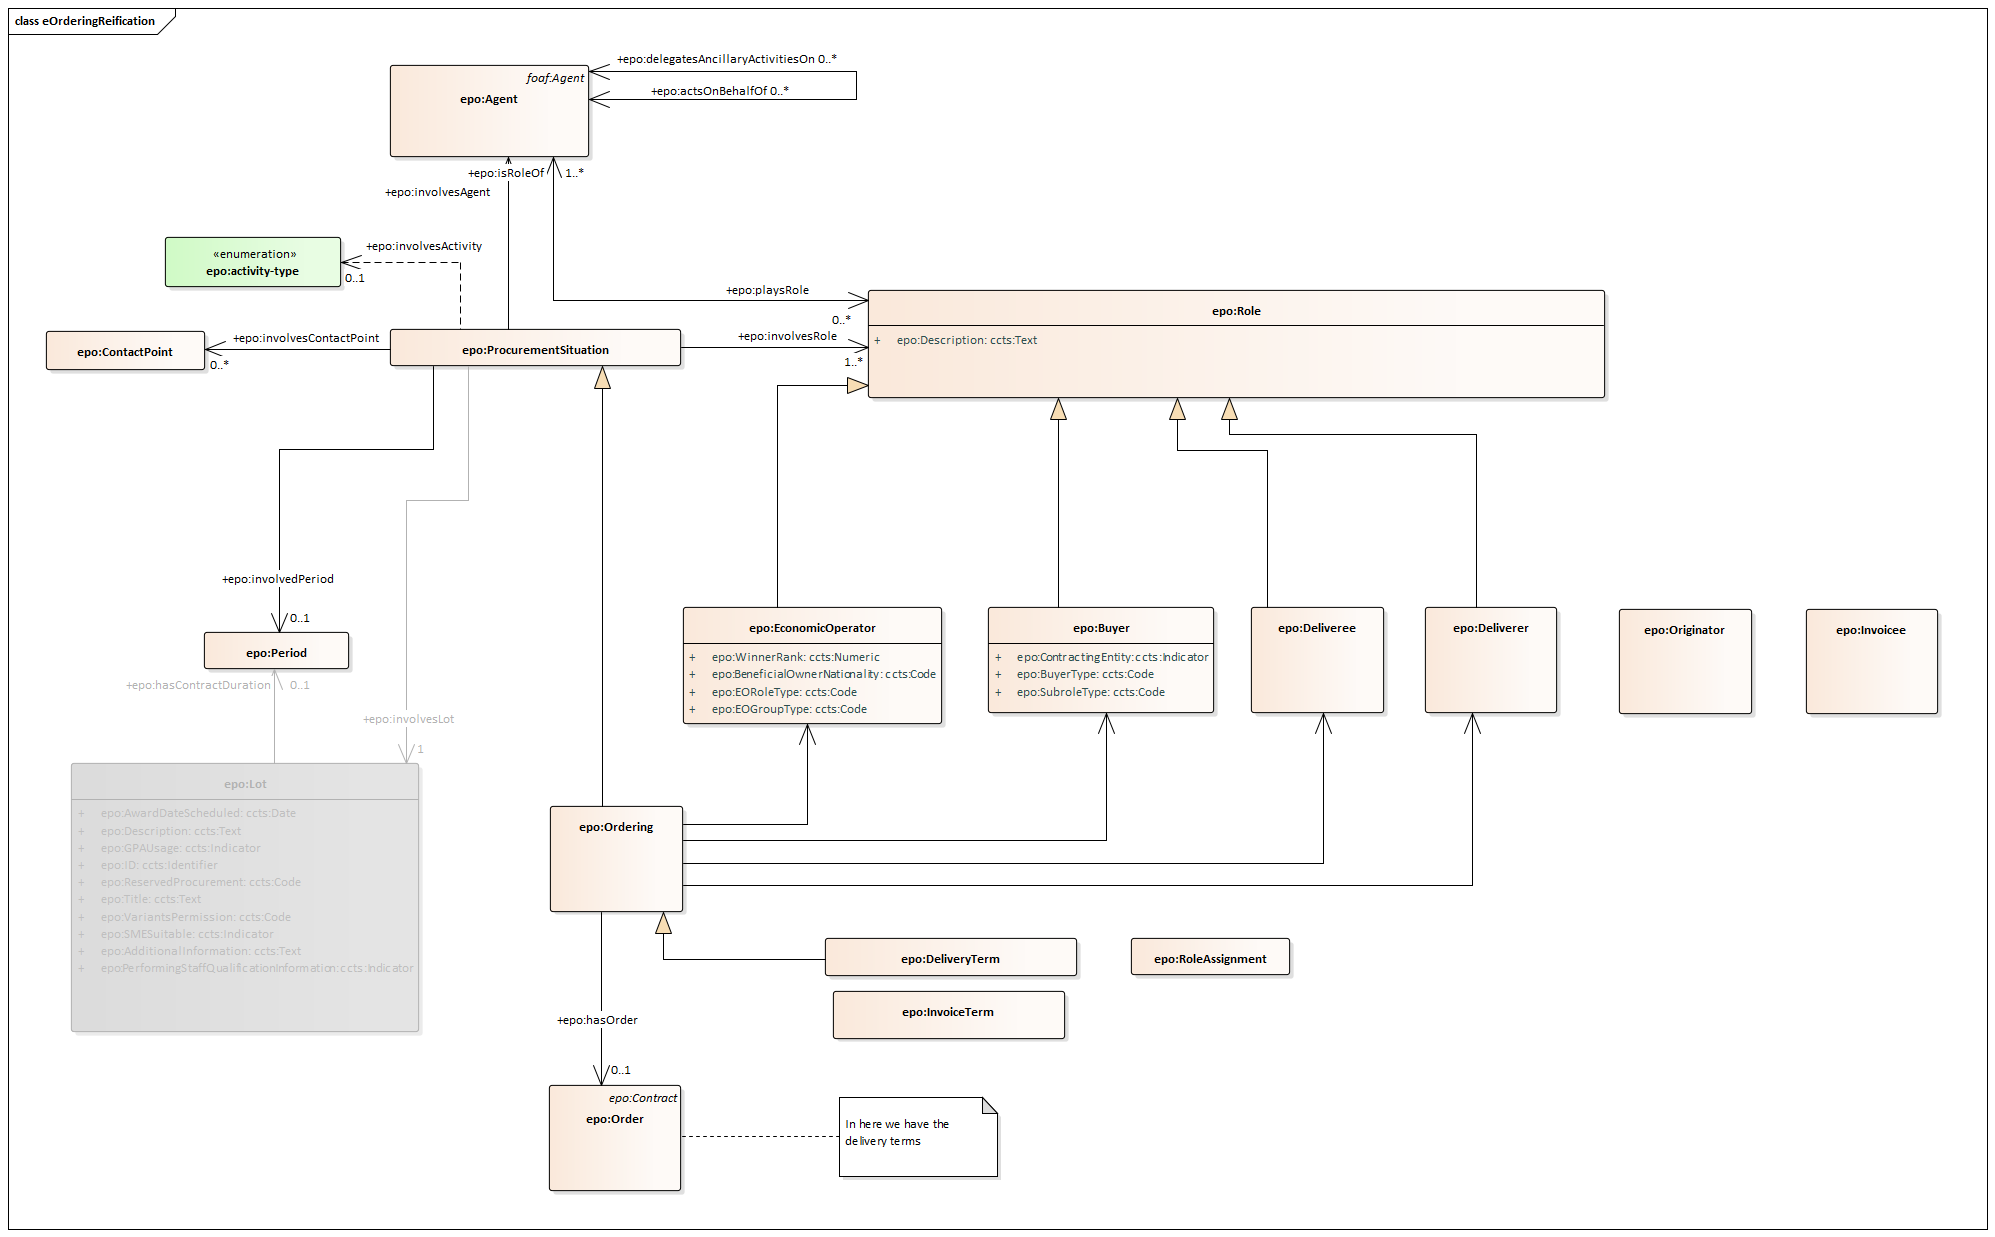 class eOrderingReification
+epo:delegatesAncillaryActivitiesOn 0..*
foaf:Agent
epo:Agent
+epo:actsOnBehalfOf 0..*
+epo:isRoleOf
1..*
+epo:involvesAgent
«enumeration»
epo:activity-type
+epo:involvesActivity
0..1
+epo:playsRole
0..*
epo:Role
+ epo:Description: ccts:Text
epo:ContactPoint
+epo:involvesContactPoint
0..*
epo:ProcurementSituation
+epo:involvesRole
1..*
+epo:involvedPeriod
0..1
epo:Period
+epo:hasContractDuration
0..1
+epo:involvesLot
1
epo:EconomicOperator
+ epo:WinnerRank: ccts:Numeric
+ epo:BeneficialOwnerNationality: ccts:Code
+ epo:EORoleType: ccts:Code
+ epo:EOGroupType: ccts:Code
epo:Buyer
+ epo:ContractingEntity: ccts:Indicator
+ epo:BuyerType: ccts:Code
+ epo:SubroleType: ccts:Code
epo:Deliveree
epo:Deliverer
epo:Originator
epo:Invoicee
epo:Lot
+ epo:AwardDateScheduled: ccts:Date
+ epo:Description: ccts:Text
+ epo:GPAUsage: ccts:Indicator
+ epo:ID: ccts:Identifier
+ epo:ReservedProcurement: ccts:Code
+ epo:Title: ccts:Text
+ epo:VariantsPermission: ccts:Code
+ epo:SMESuitable: ccts:Indicator
+ epo:AdditionalInformation: ccts:Text
+ epo:PerformingStaffQualificationInformation: ccts:Indicator
epo:Ordering
epo:DeliveryTerm
epo:RoleAssignment
epo:InvoiceTerm
+epo:hasOrder
0..1
epo:Contract
epo:Order
In here we have the
delivery terms